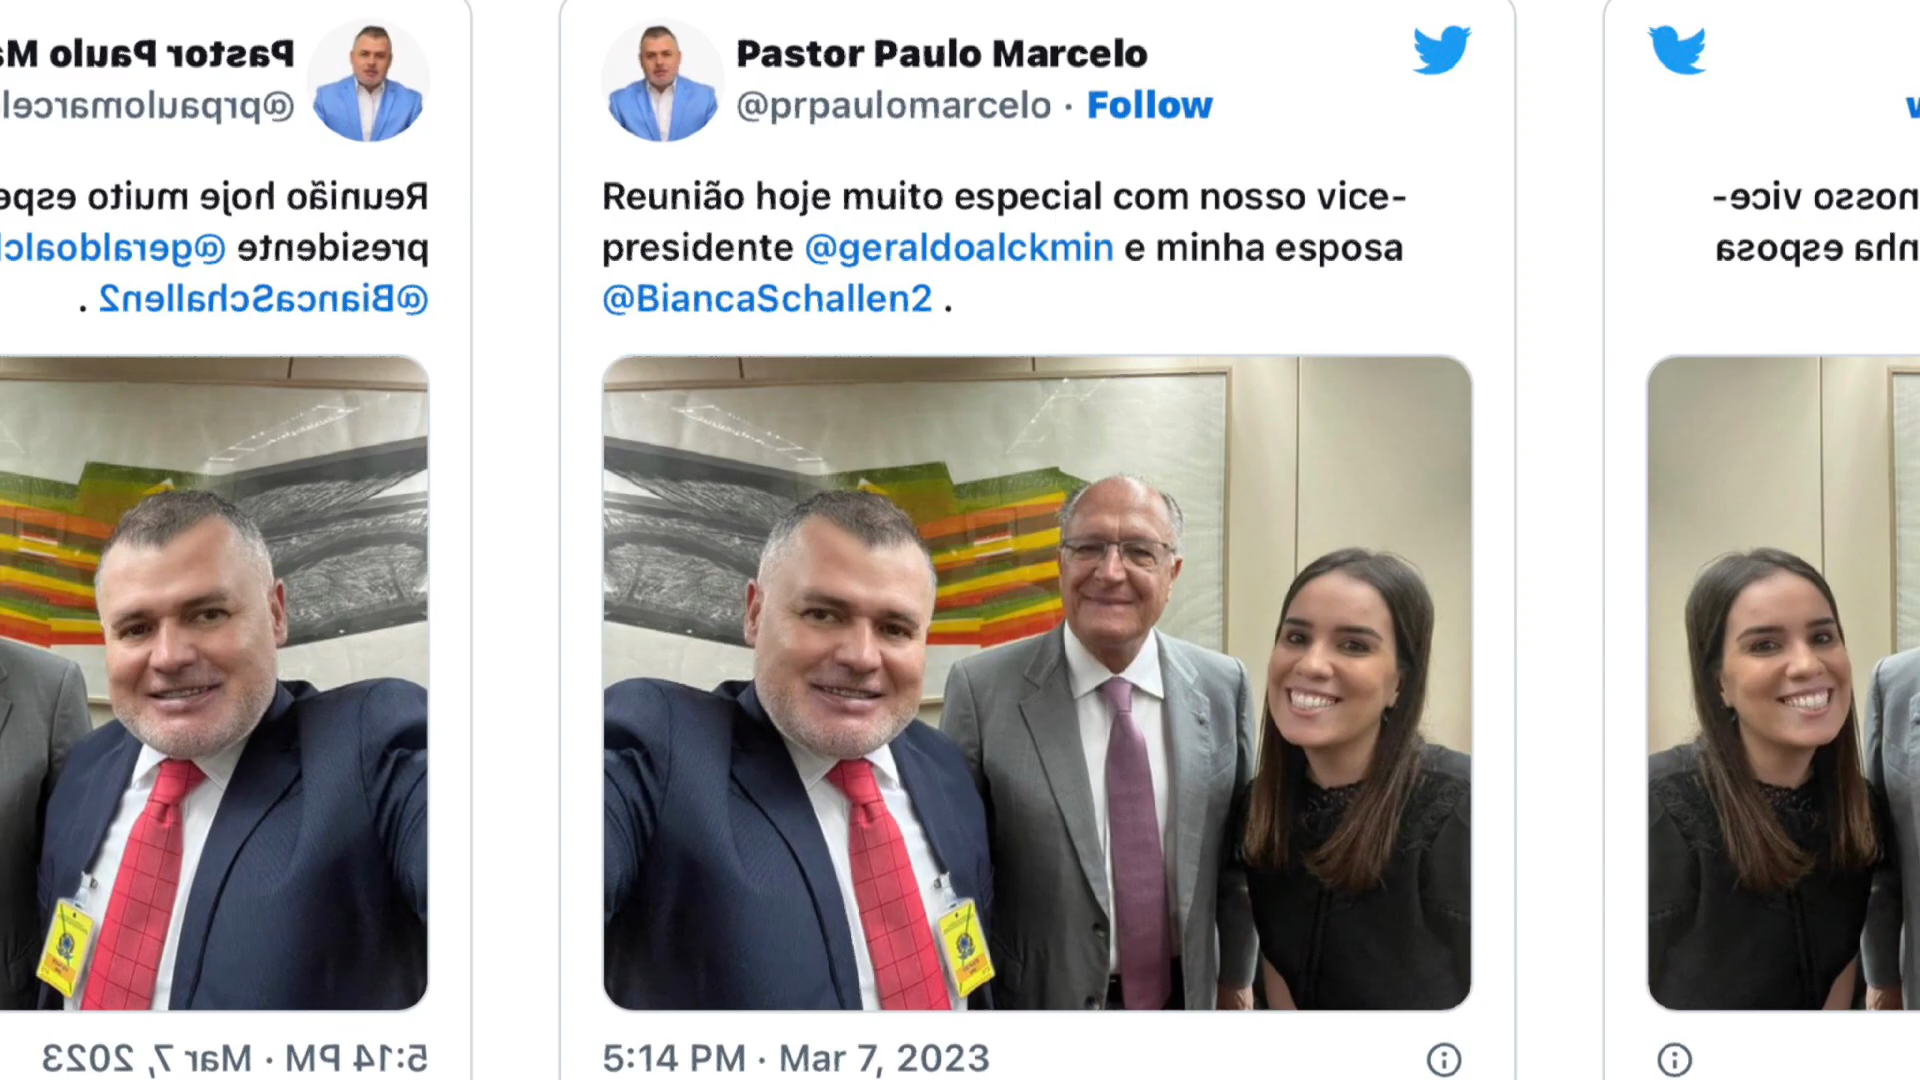 Pastor Paulo Marcelo
@prpaulomarcelo · Follow
Reunião hoje muito especial com nosso vice-
presidente @geraldoalckmin e minha esposa
@BiancaSchallen2 .
5:14 PM · Mar 7, 2023